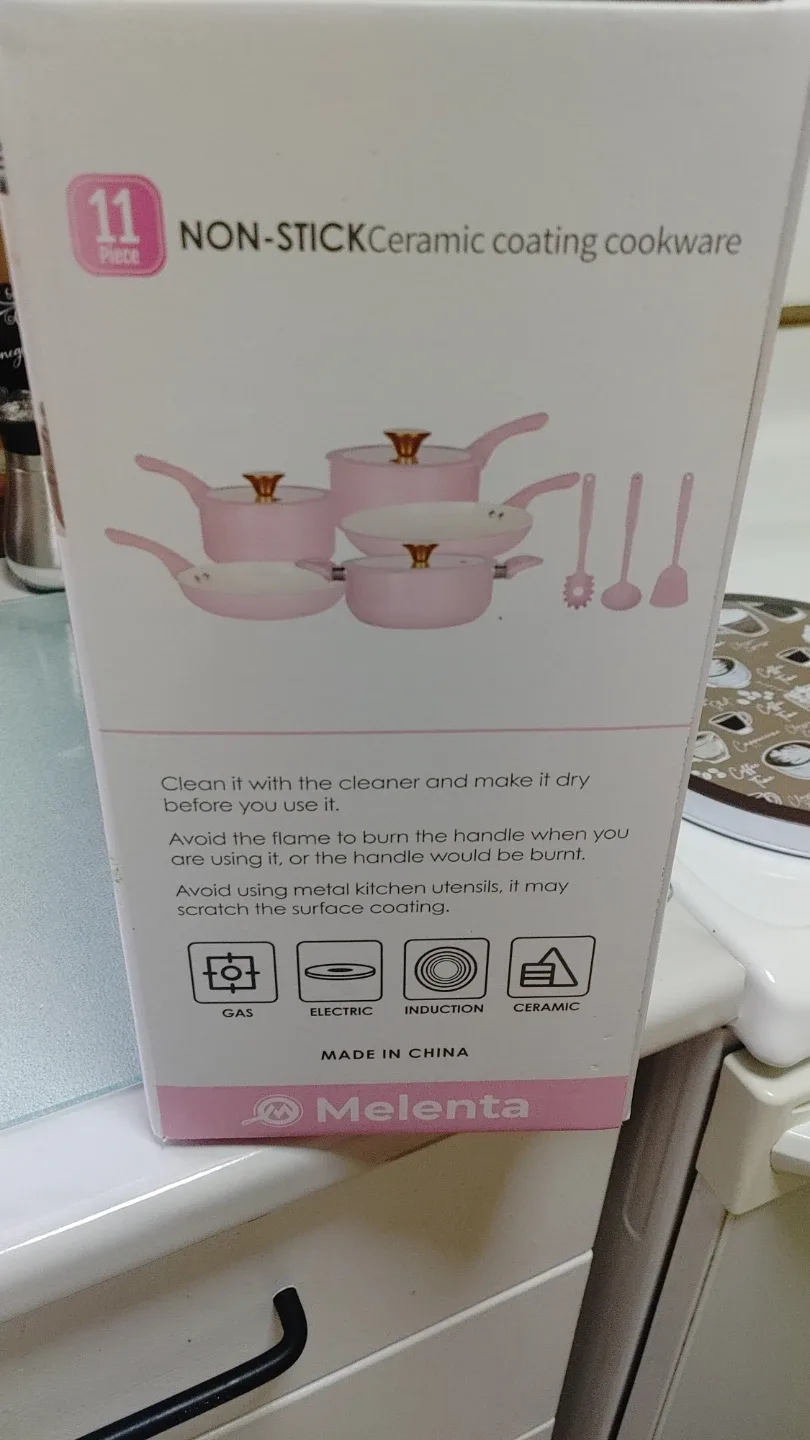 11
Piece
NON-STICKCeramic coating cookware
Clean it with the cleaner and make it dry
before you use it.
Avoid the flame to burn the handle when you
are using it, or the handle would be burnt.
Avoid using metal kitchen utensils, it may
scratch the surface coating.
GAS ELECTRIC INDUCTION CERAMIC
MADE IN CHINA
Melenta